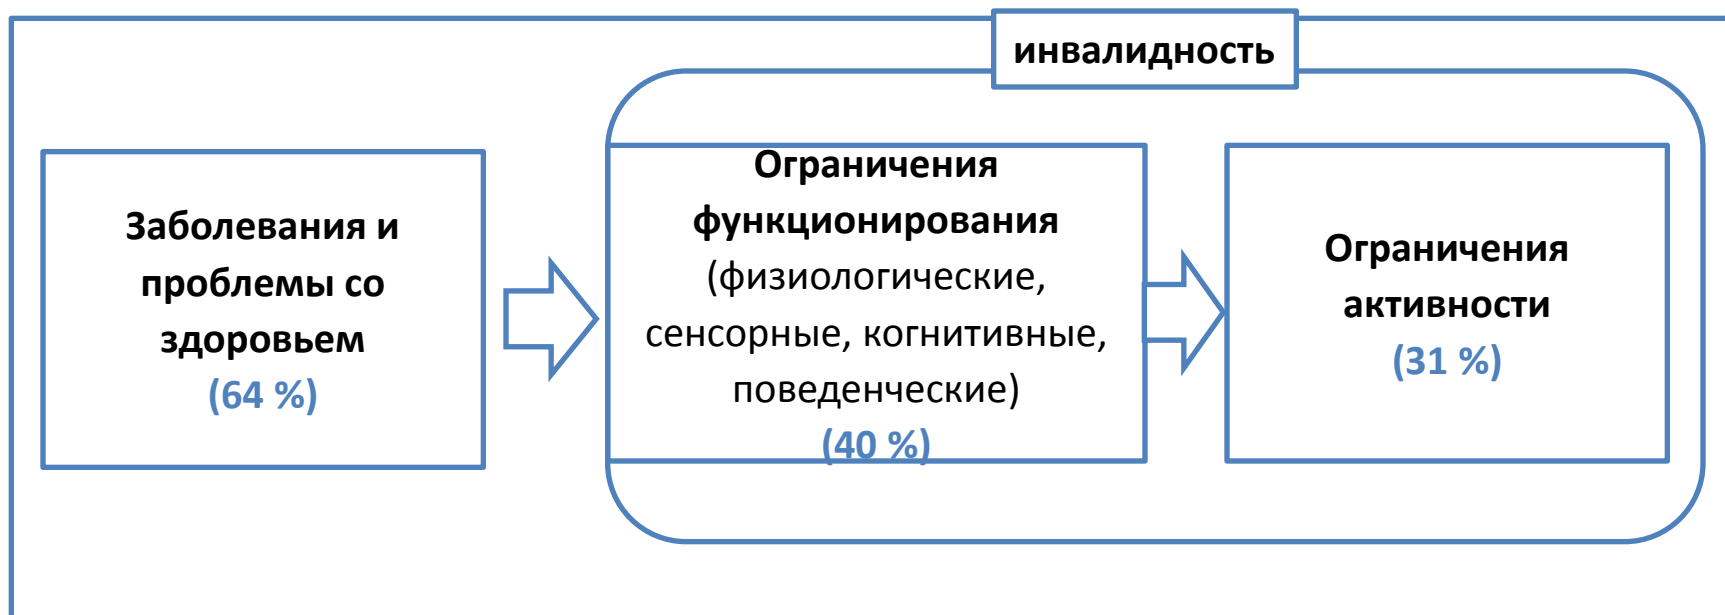 инвалидность
Заболевания и
проблемы со
здоровьем
(64 %)
Ограничения
функционирования
(физиологические,
сенсорные, когнитивные,
поведенческие)
(40 %)
Ограничения
активности
(31 %)